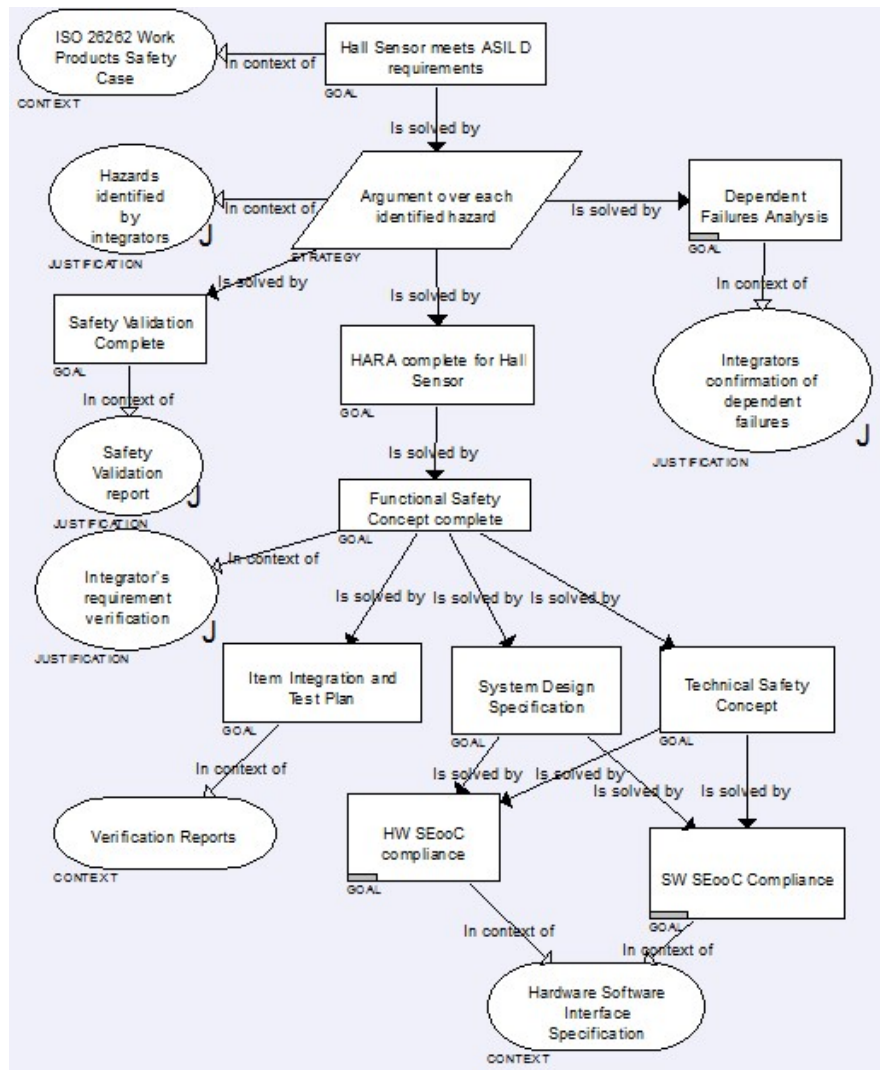 ISO 26262 Work
Products Safety
Case
CONTEXT
In context of
Hall Sensor meets ASIL D
requirements
GOAL
Is solved by
Hazards
identified
by
integrators
J
JUSTIFICATION
In context of
Argument over each
identified hazard
STRATEGY
Is solved by
Dependent
Failures Analysis
GOAL
Is solved by
Is solved by
In context of
Safety Validation
Complete
GOAL
HARA complete for Hall
Sensor
GOAL
Integrators
confirmation of
dependent
failures
J
JUSTIFICATION
In context of
Safety
Validation
report
J
JUSTIFICATION
Is solved by
Functional Safety
Concept complete
GOAL
In context of
Integrator's
requirement
verification
J
JUSTIFICATION
Is solved by
Is solved by
Is solved by
Item Integration and
Test Plan
GOAL
System Design
Specification
GOAL
Technical Safety
Concept
GOAL
In context of
Is solved by
Is solved by
Is solved by
Is solved by
Verification Reports
CONTEXT
HW SEooC
compliance
GOAL
SW SEooC Compliance
GOAL
In context of
In context of
Hardware Software
Interface
Specification
CONTEXT